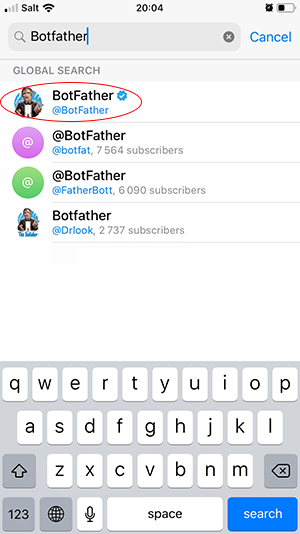 Salt 20:04
Botfather Cancel
GLOBAL SEARCH
BotFather
@BotFather
@BotFather
@botfat, 7 564 subscribers
@BotFather
@FatherBott, 6 090 subscribers
Botfather
@Drlook, 2 737 subscribers
q w e r t y u i o p
a s d f g h j k l
z x c v b n m
123 space search